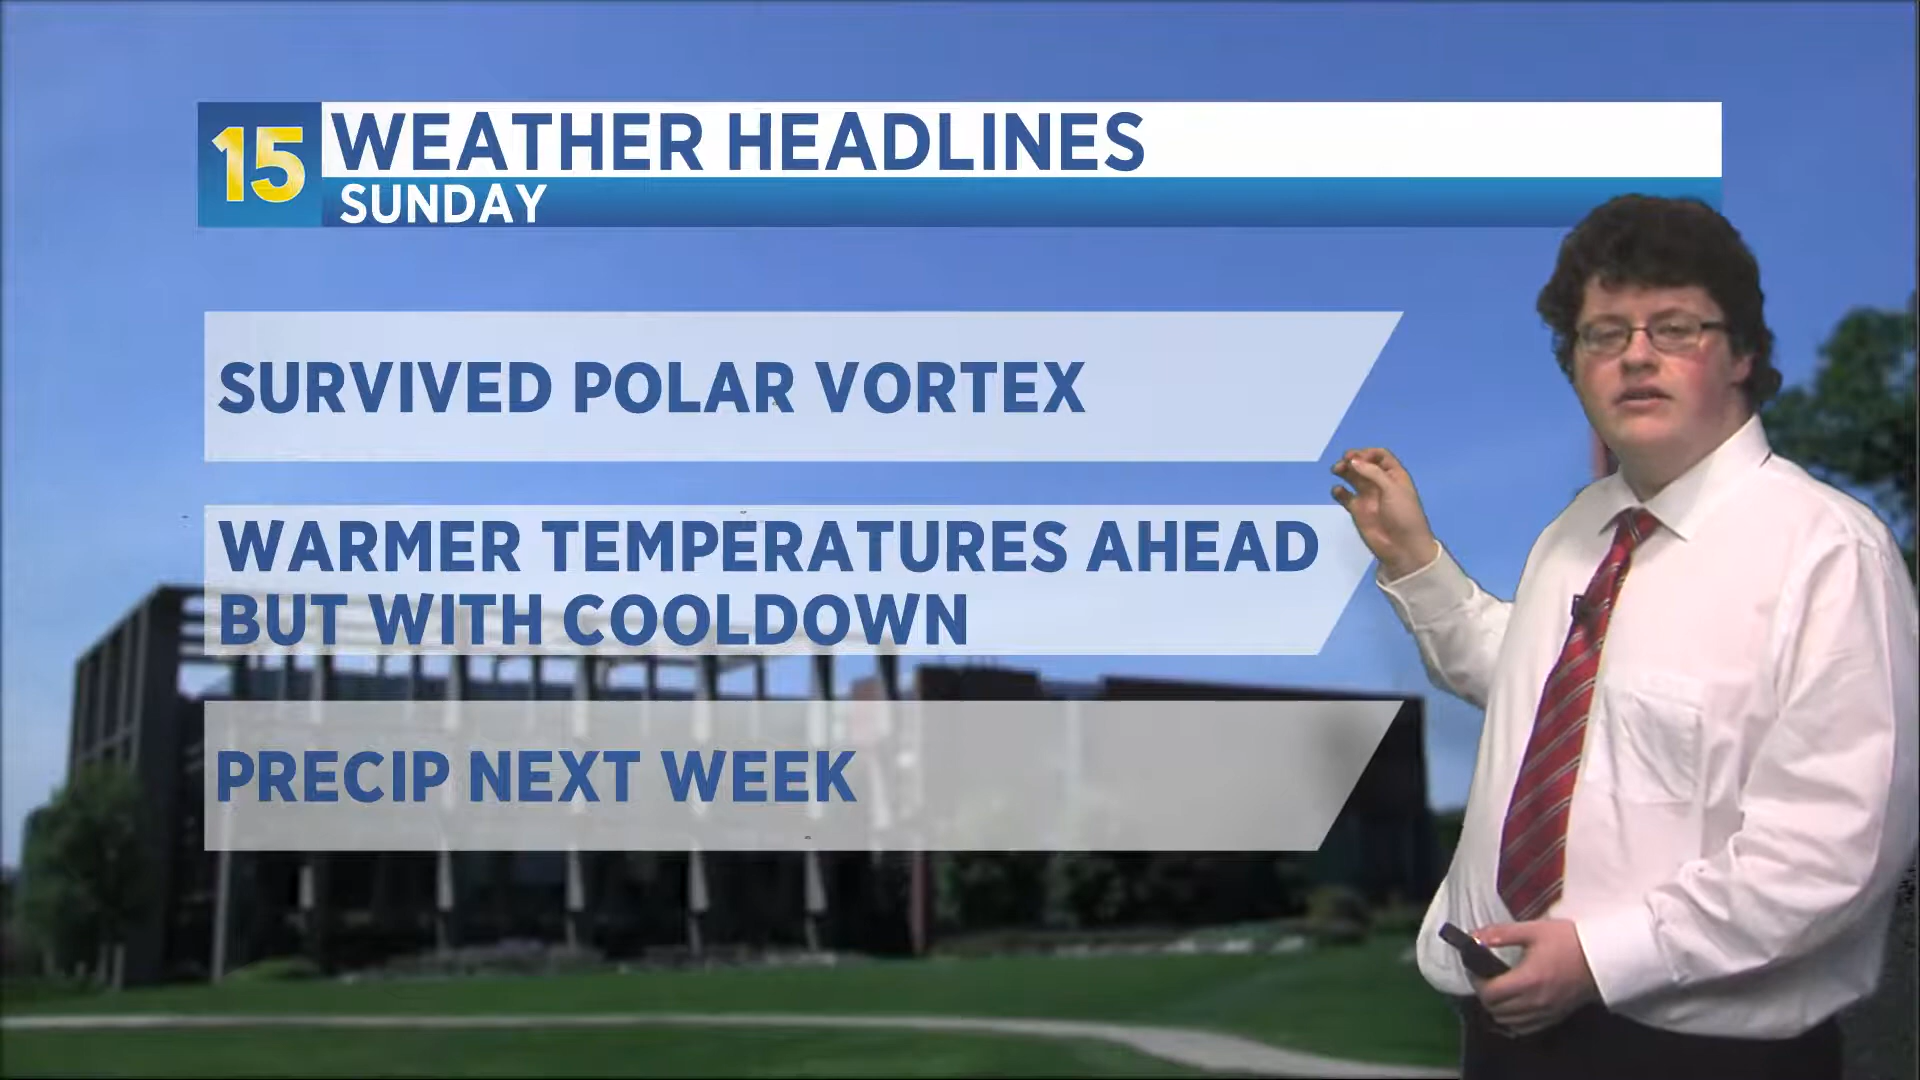 15
WEATHER HEADLINES
SUNDAY
SURVIVED POLAR VORTEX
WARMER TEMPERATURES AHEAD
BUT WITH COOLDOWN
PRECIP NEXT WEEK